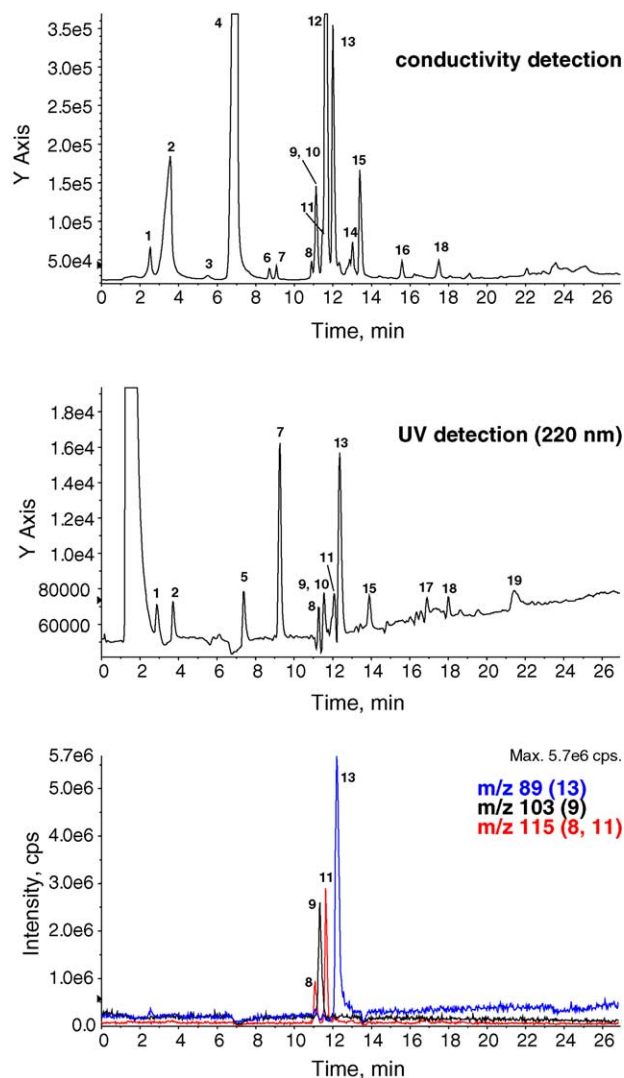 conductivity detection
Y Axis
3.5e5
3.0e5
2.5e5
2.0e5
1.5e5
1.0e5
5.0e4
1
2
3
4
6
7
8
9, 10
11
12
13
14
15
16
18
0 2 4 6 8 10 12 14 16 18 20 22 24 26
Time, min
UV detection (220 nm)
Y Axis
1.8e4
1.6e4
1.4e4
1.2e4
1.0e4
80000
60000
1
2
5
7
8
9, 10
11
13
15
17
18
19
0 2 4 6 8 10 12 14 16 18 20 22 24 26
Time, min
Max. 5.7e6 cps.
m/z 89 (13)
m/z 103 (9)
m/z 115 (8, 11)
Intensity, cps
5.7e6
5.0e6
4.0e6
3.0e6
2.0e6
1.0e6
0.0
8
9
11
13
0 2 4 6 8 10 12 14 16 18 20 22 24 26
Time, min